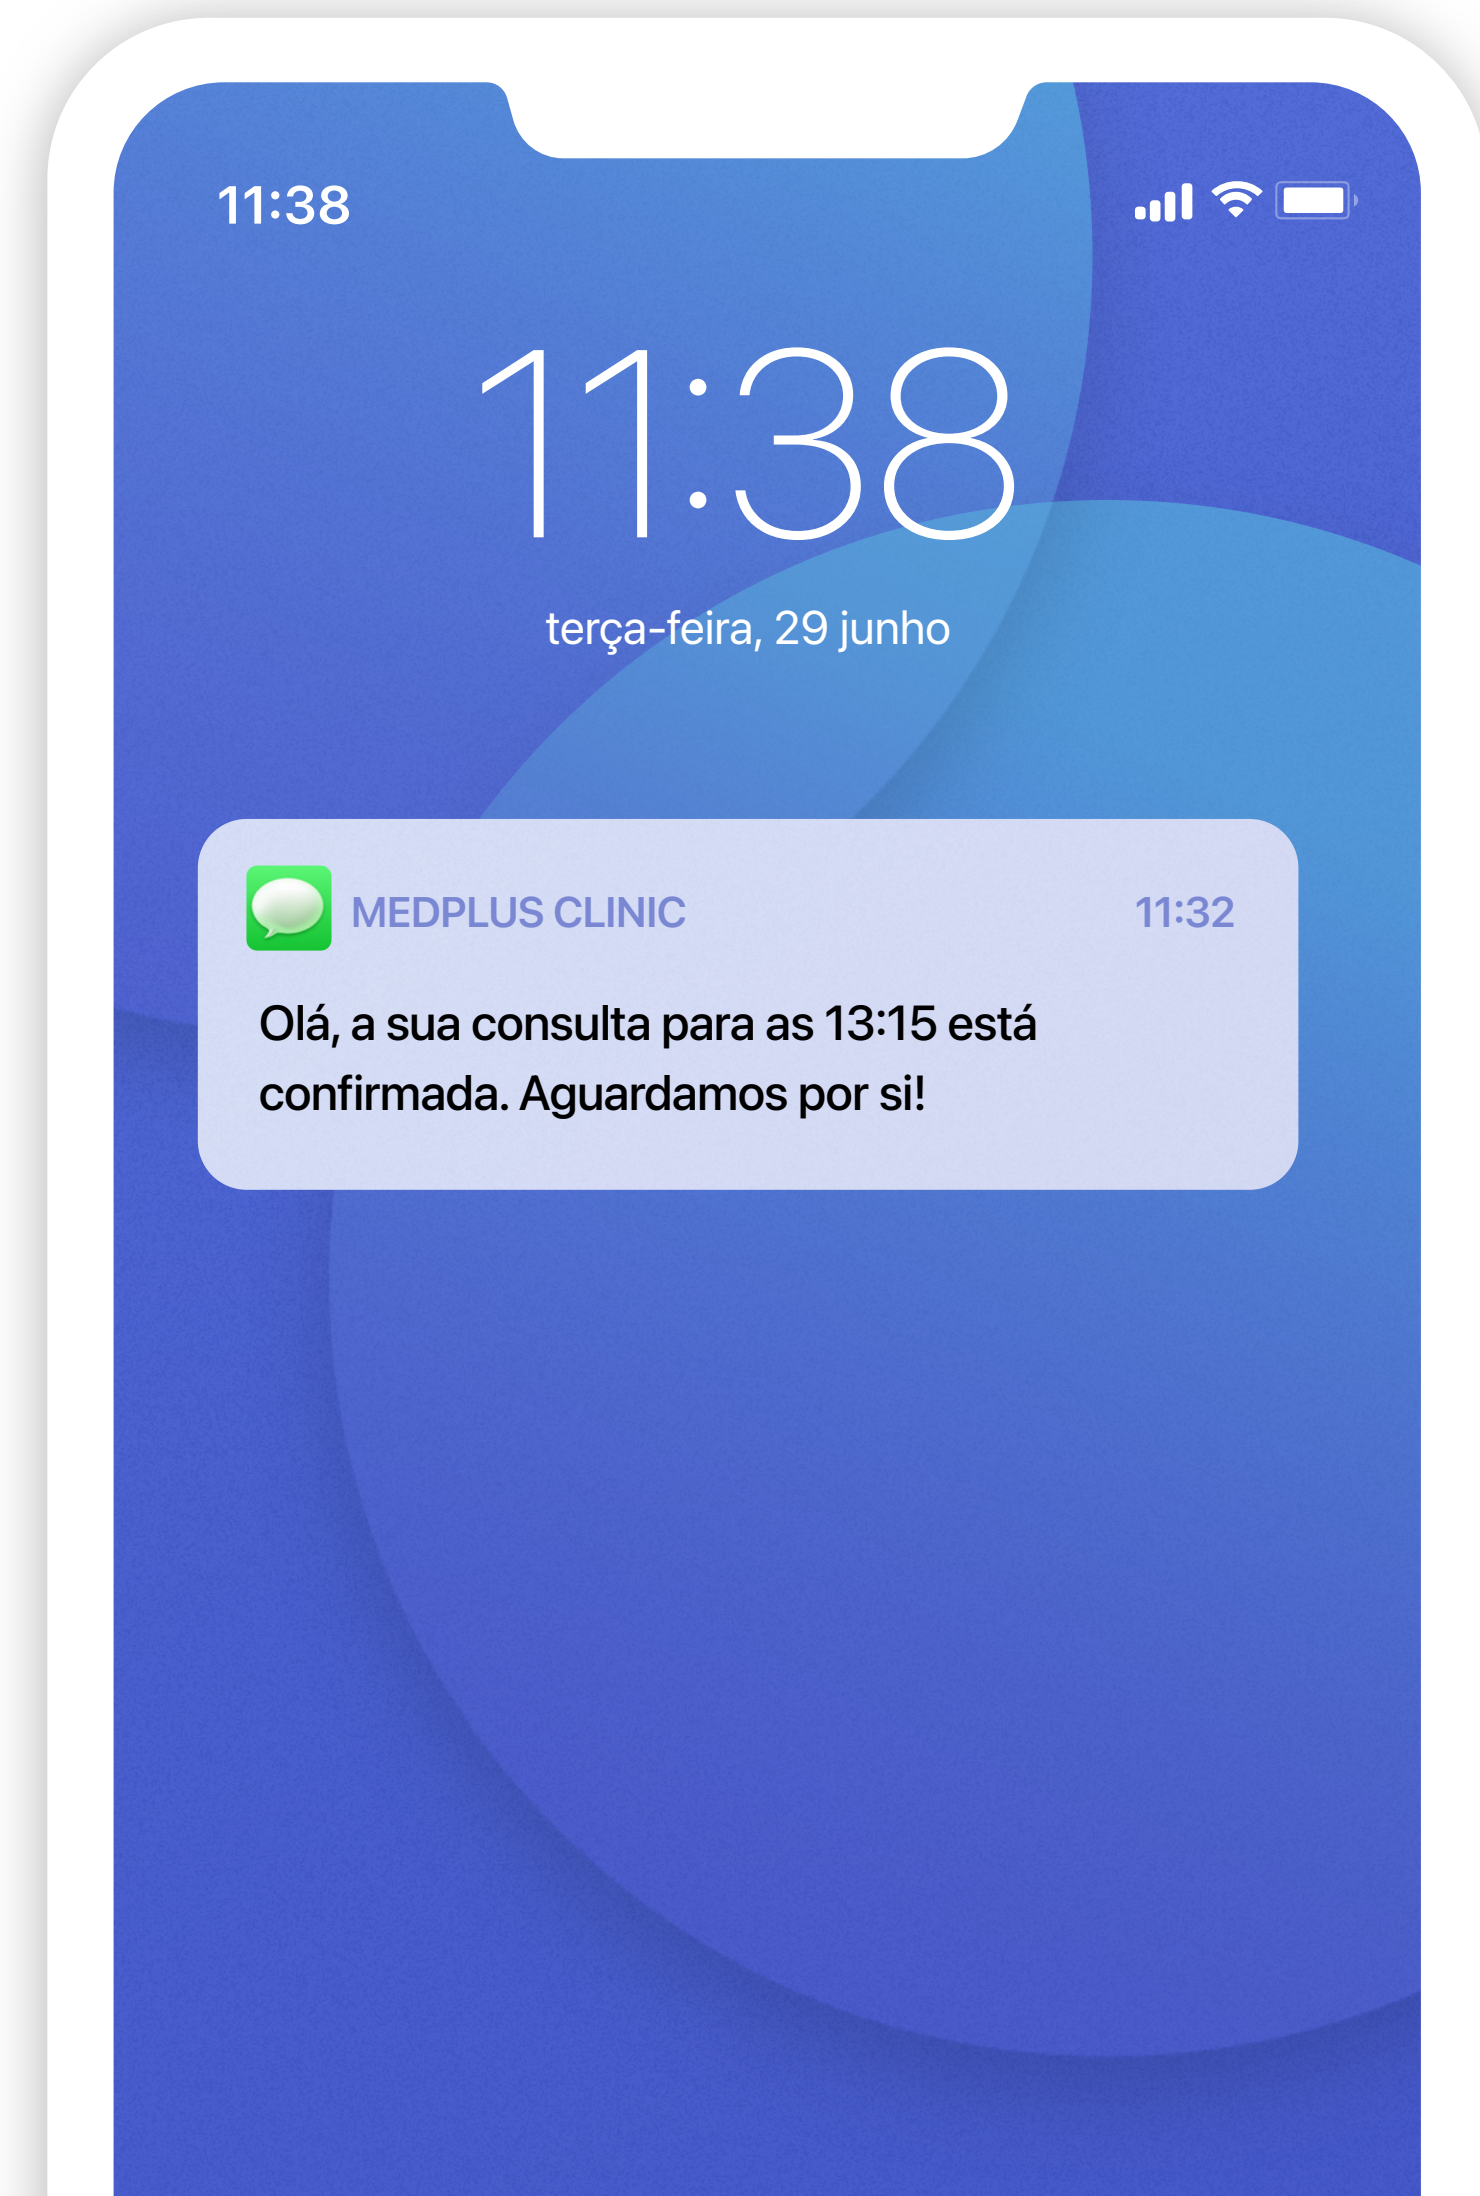 11:38
11:38
terça-feira, 29 junho
MEDPLUS CLINIC 11:32
Olá, a sua consulta para as 13:15 está
confirmada. Aguardamos por si!